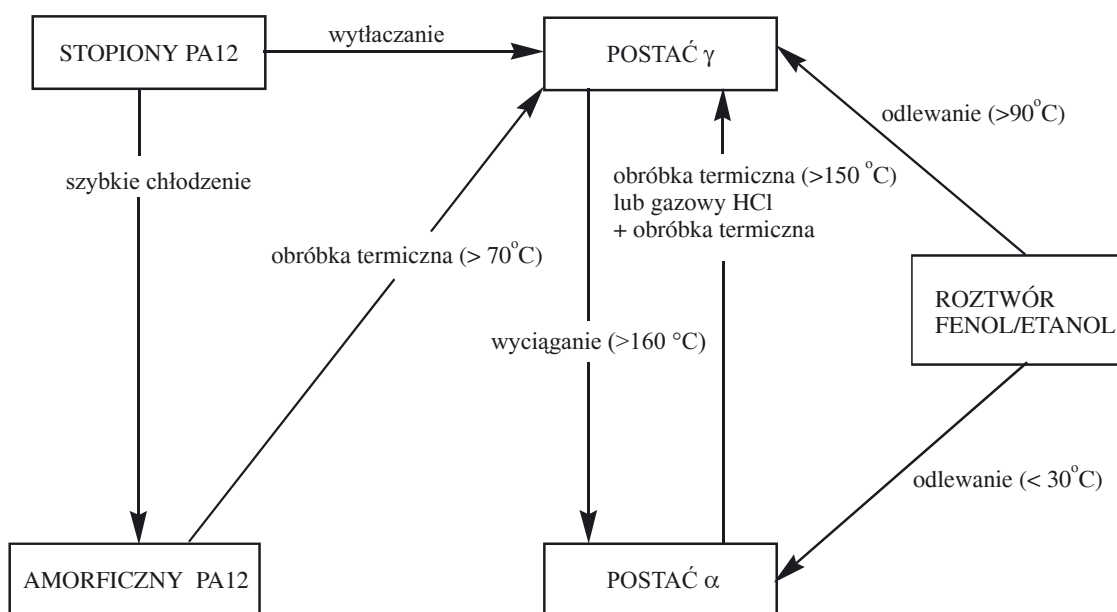 STOPIONY PA12
wytłaczanie
POSTAĆ γ
odlewanie (>90°C)
szybkie chłodzenie
obróbka termiczna (>150 °C)
lub gazowy HCl
+ obróbka termiczna
obróbka termiczna (> 70°C)
ROZTWÓR
FENOL/ETANOL
wyciąganie (>160 °C)
odlewanie (< 30°C)
AMORFICZNY PA12
POSTAĆ α